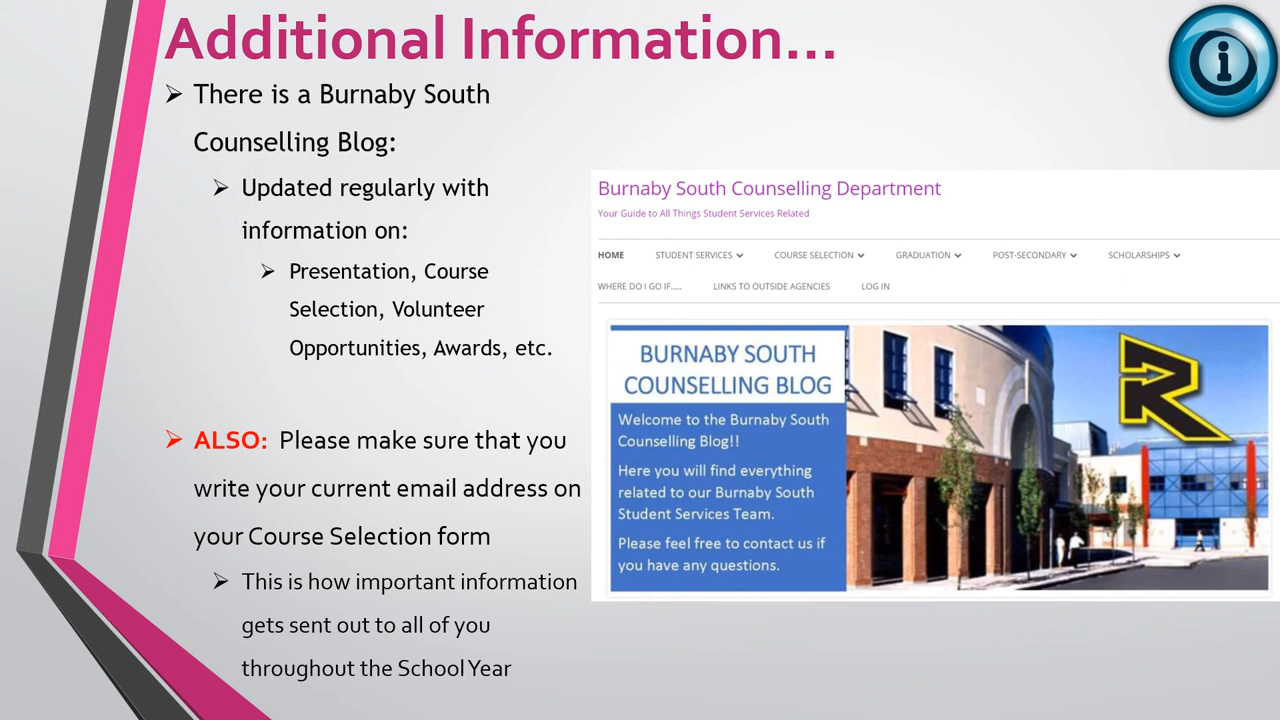 Additional Information...
➢ There is a Burnaby South
Counselling Blog:
➢ Updated regularly with
information on:
➢ Presentation, Course
Selection, Volunteer
Opportunities, Awards, etc.
➢ ALSO: Please make sure that you
write your current email address on
your Course Selection form
➢ This is how important information
gets sent out to all of you
throughout the School Year
i
Burnaby South Counselling Department
Your Guide to All Things Student Services Related
HOME STUDENT SERVICES COURSE SELECTION GRADUATION POST-SECONDARY SCHOLARSHIPS
WHERE DO I GO IF..... LINKS TO OUTSIDE AGENCIES LOG IN
BURNABY SOUTH
COUNSELLING BLOG
Welcome to the Burnaby South
Counselling Blog!!
Here you will find everything
related to our Burnaby South
Student Services Team.
Please feel free to contact us if
you have any questions.
R